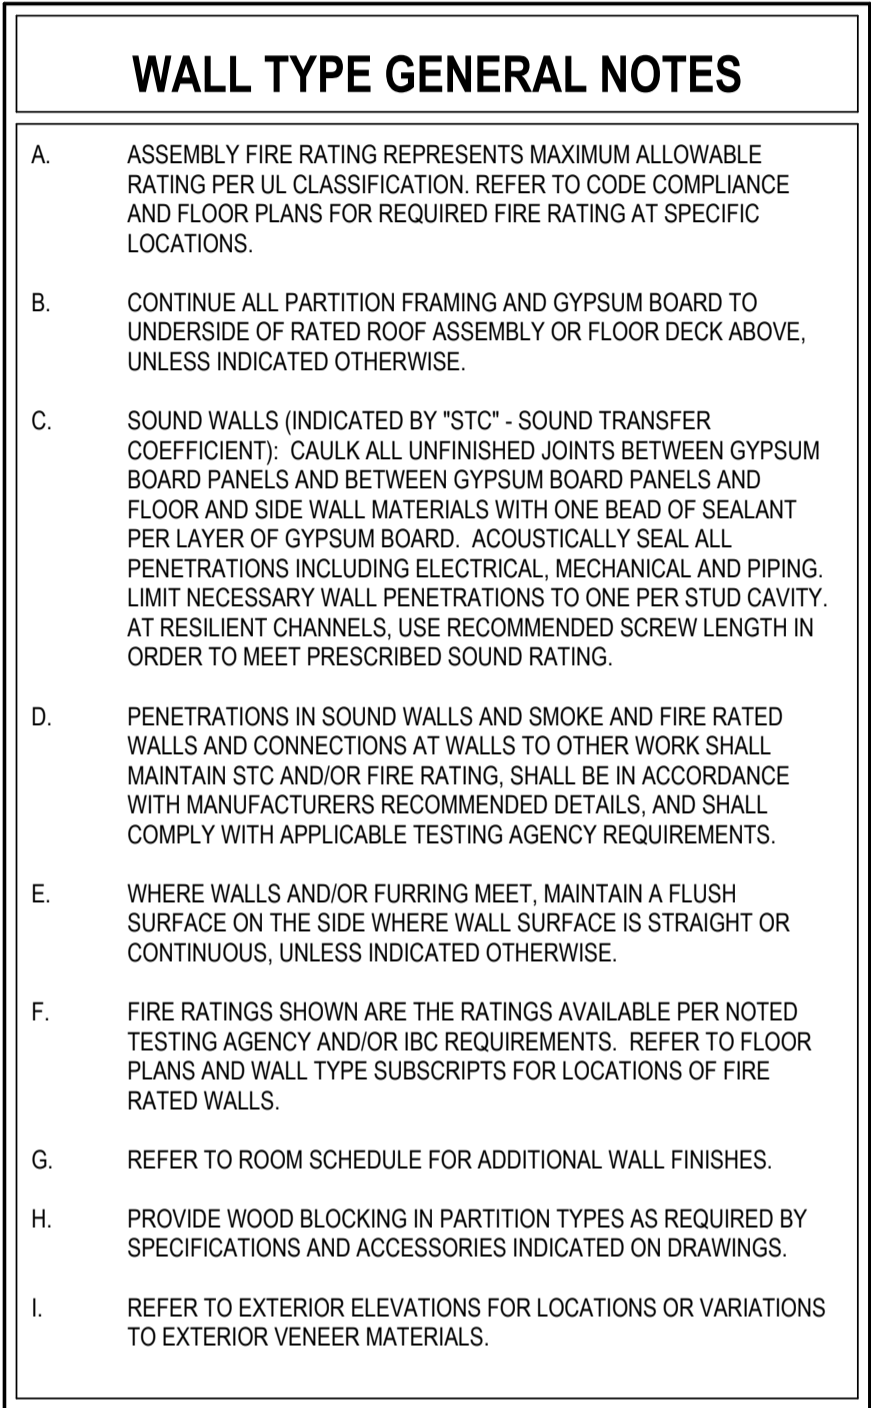 WALL TYPE GENERAL NOTES
A. ASSEMBLY FIRE RATING REPRESENTS MAXIMUM ALLOWABLE
RATING PER UL CLASSIFICATION. REFER TO CODE COMPLIANCE
AND FLOOR PLANS FOR REQUIRED FIRE RATING AT SPECIFIC
LOCATIONS.
B. CONTINUE ALL PARTITION FRAMING AND GYPSUM BOARD TO
UNDERSIDE OF RATED ROOF ASSEMBLY OR FLOOR DECK ABOVE,
UNLESS INDICATED OTHERWISE.
C. SOUND WALLS (INDICATED BY "STC" - SOUND TRANSFER
COEFFICIENT): CAULK ALL UNFINISHED JOINTS BETWEEN GYPSUM
BOARD PANELS AND BETWEEN GYPSUM BOARD PANELS AND
FLOOR AND SIDE WALL MATERIALS WITH ONE BEAD OF SEALANT
PER LAYER OF GYPSUM BOARD. ACOUSTICALLY SEAL ALL
PENETRATIONS INCLUDING ELECTRICAL, MECHANICAL AND PIPING.
LIMIT NECESSARY WALL PENETRATIONS TO ONE PER STUD CAVITY.
AT RESILIENT CHANNELS, USE RECOMMENDED SCREW LENGTH IN
ORDER TO MEET PRESCRIBED SOUND RATING.
D. PENETRATIONS IN SOUND WALLS AND SMOKE AND FIRE RATED
WALLS AND CONNECTIONS AT WALLS TO OTHER WORK SHALL
MAINTAIN STC AND/OR FIRE RATING, SHALL BE IN ACCORDANCE
WITH MANUFACTURERS RECOMMENDED DETAILS, AND SHALL
COMPLY WITH APPLICABLE TESTING AGENCY REQUIREMENTS.
E. WHERE WALLS AND/OR FURRING MEET, MAINTAIN A FLUSH
SURFACE ON THE SIDE WHERE WALL SURFACE IS STRAIGHT OR
CONTINUOUS, UNLESS INDICATED OTHERWISE.
F. FIRE RATINGS SHOWN ARE THE RATINGS AVAILABLE PER NOTED
TESTING AGENCY AND/OR IBC REQUIREMENTS. REFER TO FLOOR
PLANS AND WALL TYPE SUBSCRIPTS FOR LOCATIONS OF FIRE
RATED WALLS.
G. REFER TO ROOM SCHEDULE FOR ADDITIONAL WALL FINISHES.
H. PROVIDE WOOD BLOCKING IN PARTITION TYPES AS REQUIRED BY
SPECIFICATIONS AND ACCESSORIES INDICATED ON DRAWINGS.
I. REFER TO EXTERIOR ELEVATIONS FOR LOCATIONS OR VARIATIONS
TO EXTERIOR VENEER MATERIALS.